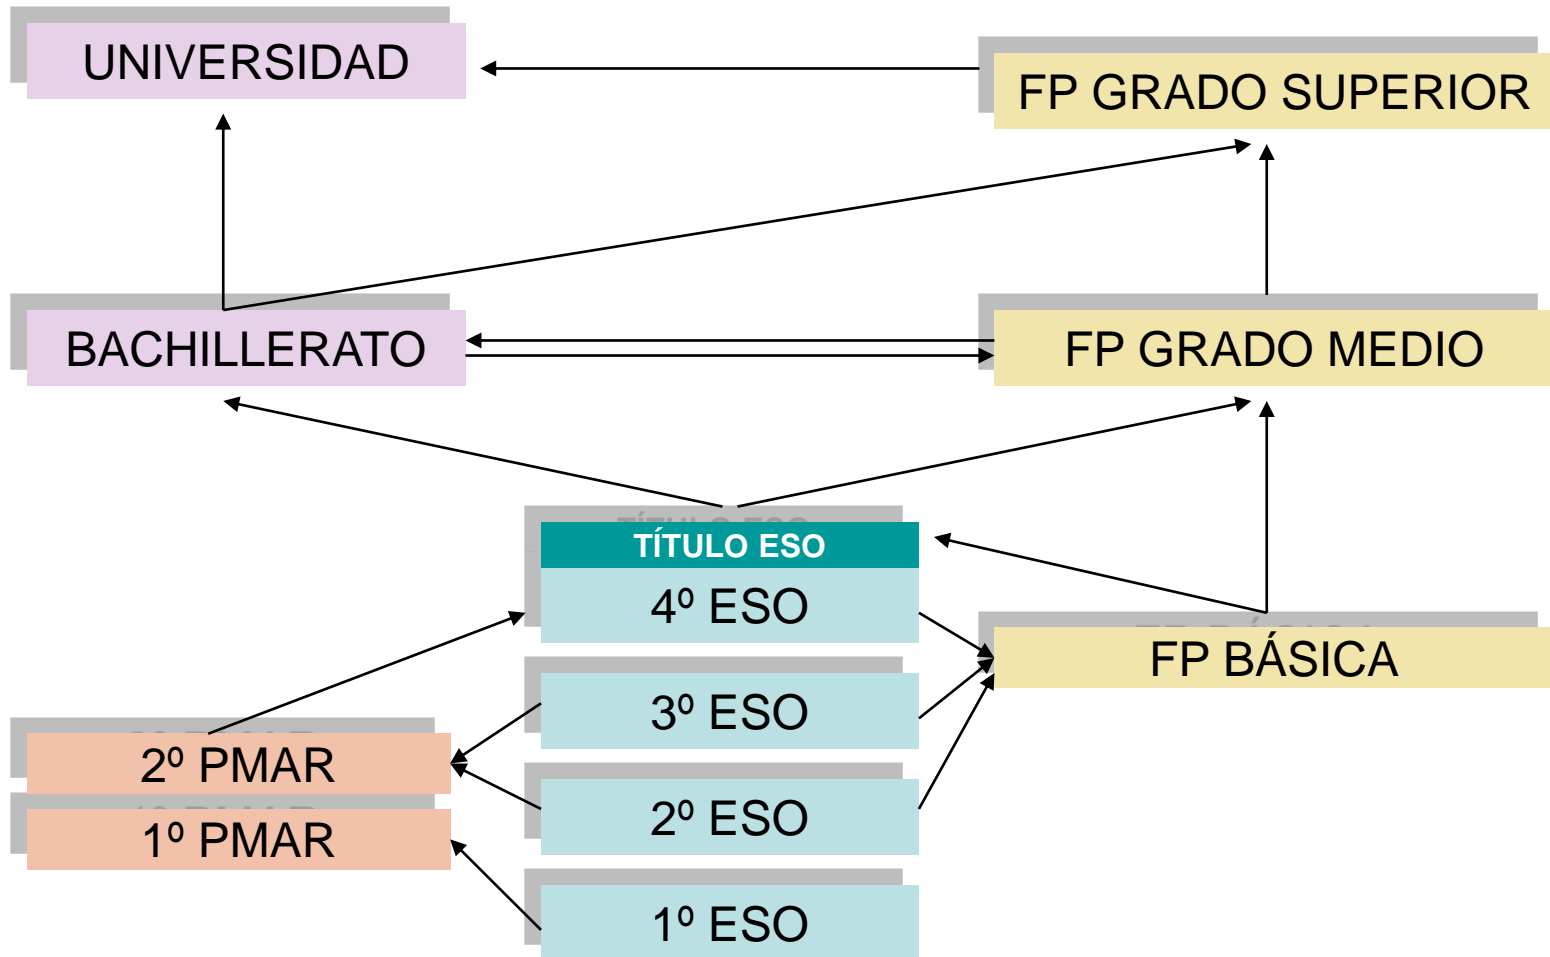 UNIVERSIDAD
FP GRADO SUPERIOR
BACHILLERATO
FP GRADO MEDIO
TÍTULO ESO
4º ESO
FP BÁSICA
3º ESO
2º PMAR
2º ESO
1º PMAR
1º ESO